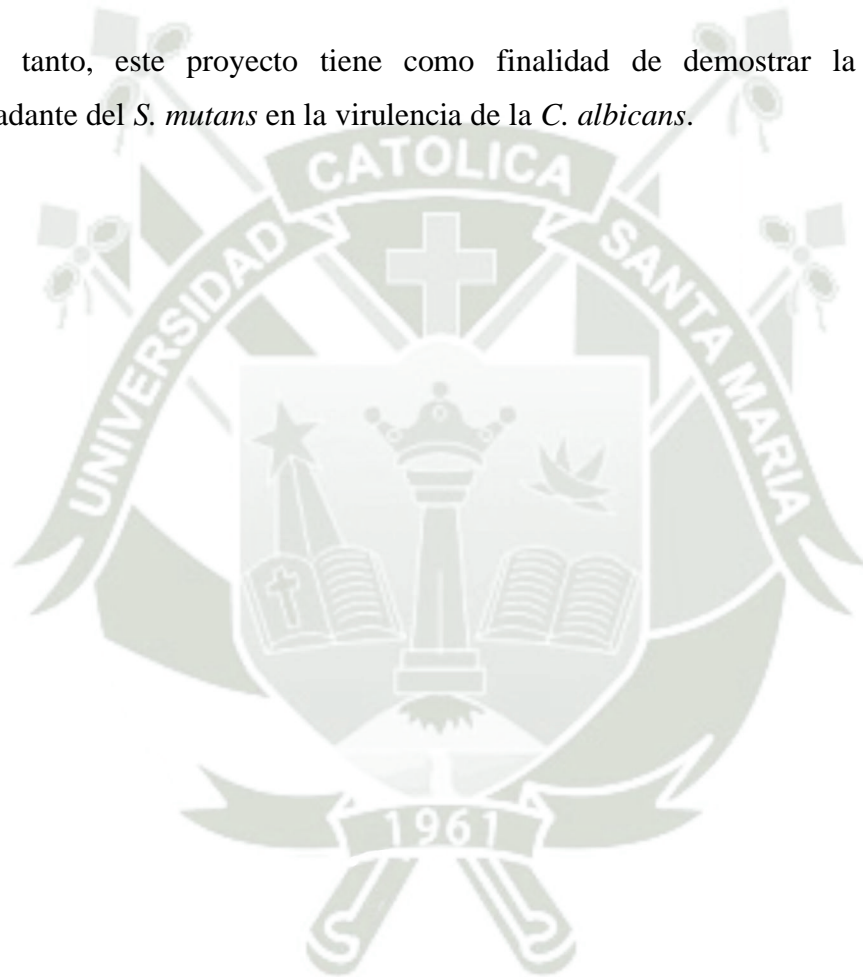 tanto, este proyecto tiene como finalidad de demostrar la
adante del S. mutans en la virulencia de la C. albicans.
UNIVERSIDAD CATOLICA SANTA MARIA
1961